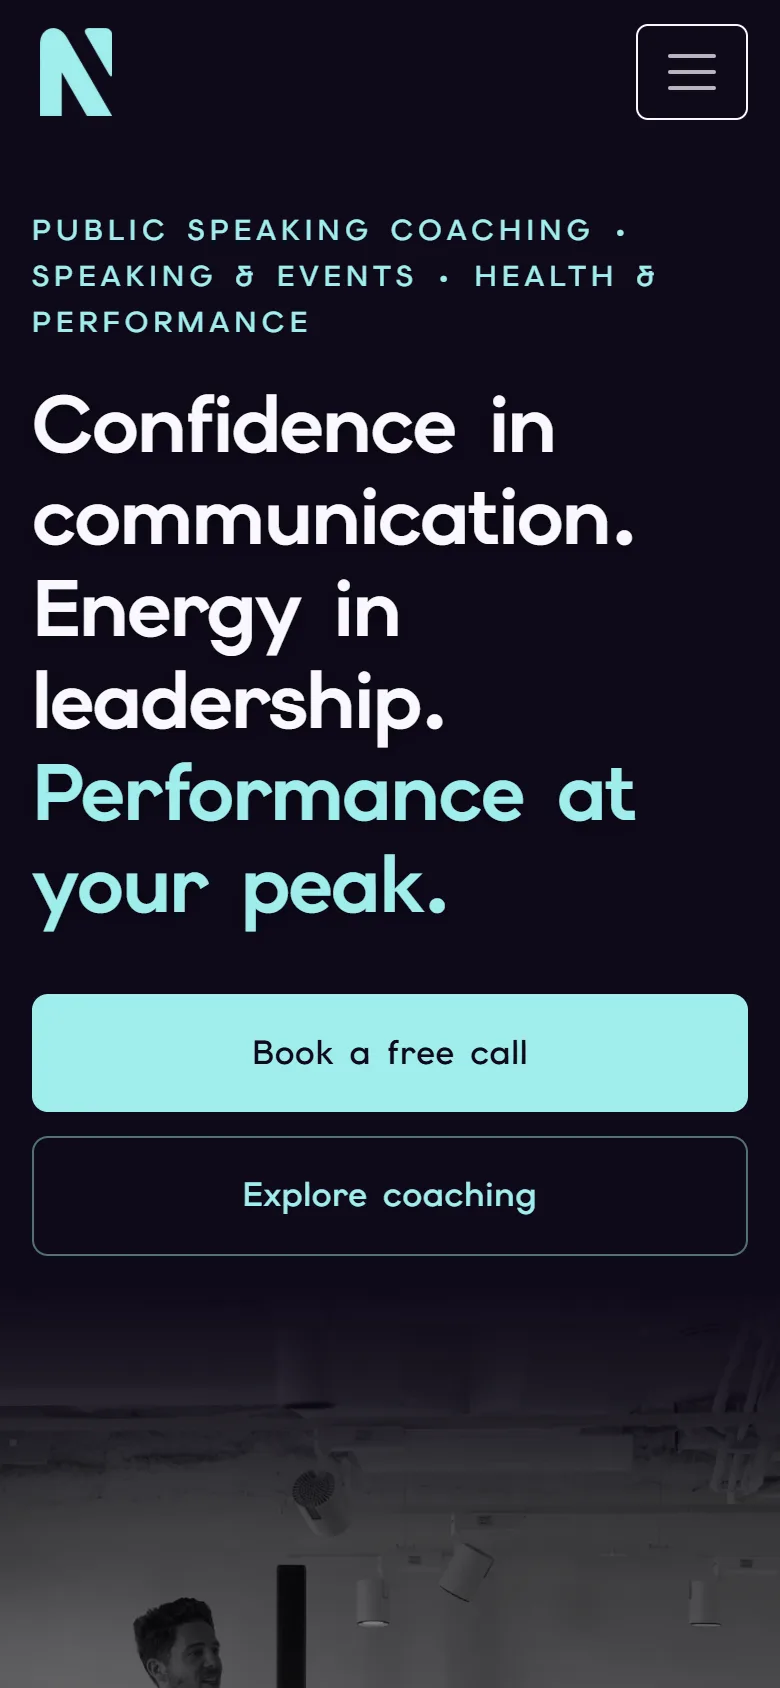 N
PUBLIC SPEAKING COACHING •
SPEAKING & EVENTS • HEALTH &
PERFORMANCE
Confidence in
communication.
Energy in
leadership.
Performance at
your peak.
Book a free call
Explore coaching